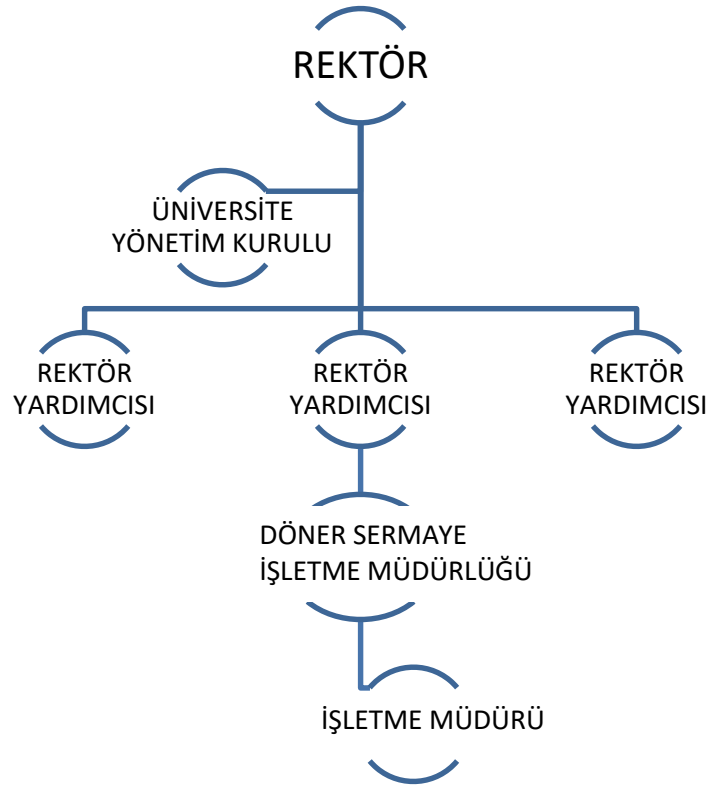 REKTÖR
ÜNİVERSİTE
YÖNETİM KURULU
REKTÖR
YARDIMCISI
REKTÖR
YARDIMCISI
REKTÖR
YARDIMCISI
DÖNER SERMAYE
İŞLETME MÜDÜRLÜĞÜ
İŞLETME MÜDÜRÜ